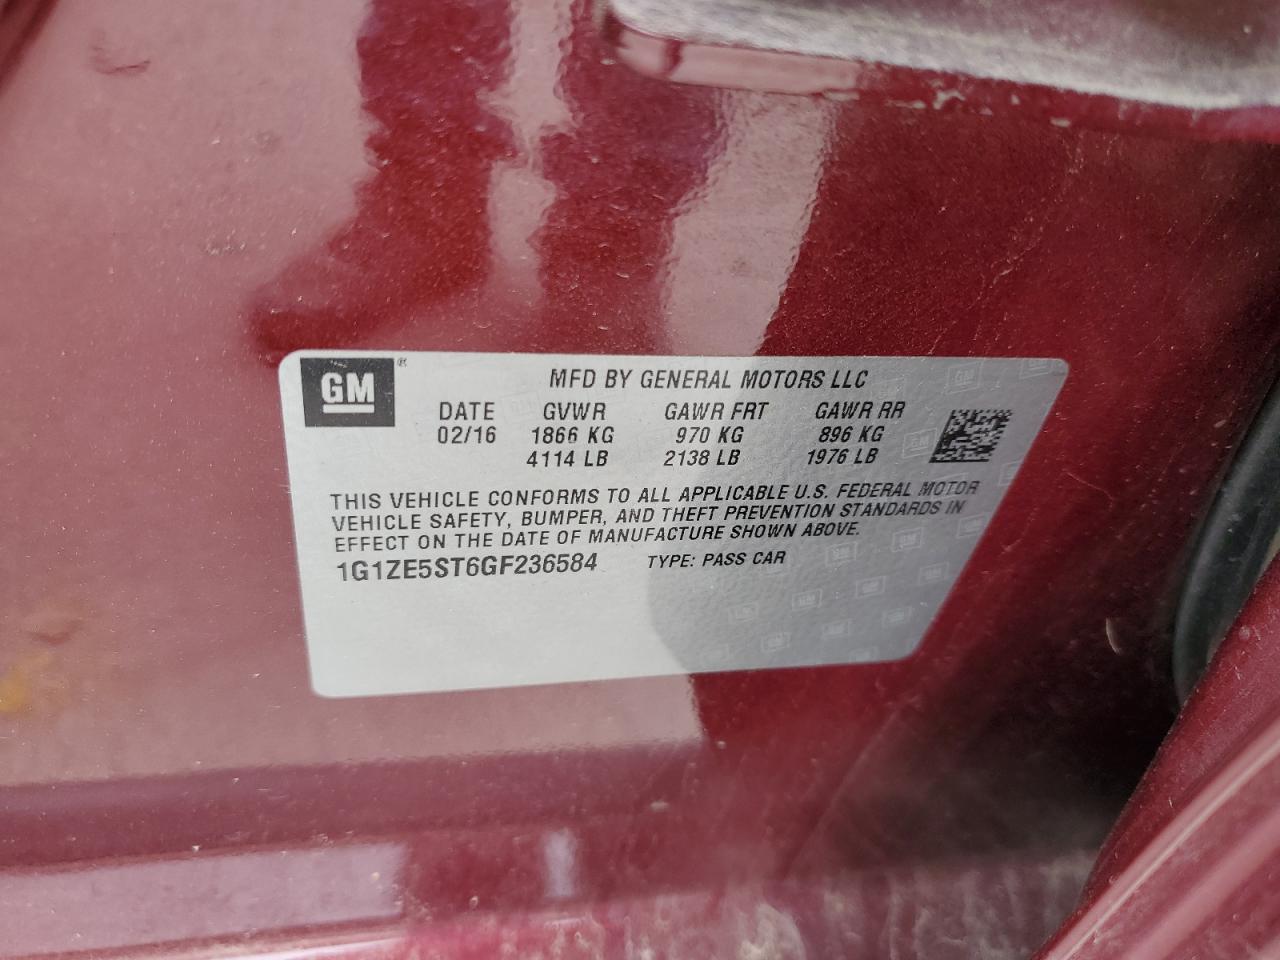 GM®
MFD BY GENERAL MOTORS LLC
DATE GVWR GAWR FRT GAWR RR
02/16 1866 KG 970 KG 896 KG
4114 LB 2138 LB 1976 LB
THIS VEHICLE CONFORMS TO ALL APPLICABLE U.S. FEDERAL MOTOR
VEHICLE SAFETY, BUMPER, AND THEFT PREVENTION STANDARDS IN
EFFECT ON THE DATE OF MANUFACTURE SHOWN ABOVE.
1G1ZE5ST6GF236584 TYPE: PASS CAR